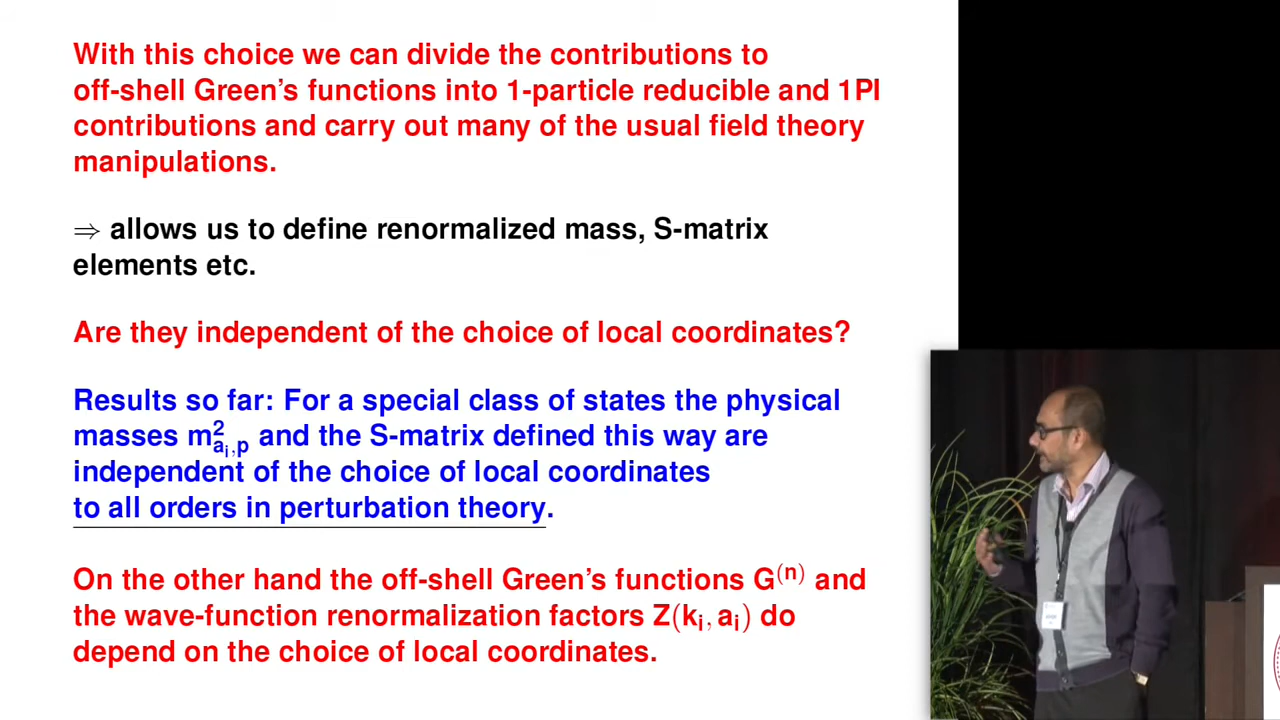 With this choice we can divide the contributions to
off-shell Green’s functions into 1-particle reducible and 1PI
contributions and carry out many of the usual field theory
manipulations.
⇒ allows us to define renormalized mass, S-matrix
elements etc.
Are they independent of the choice of local coordinates?
Results so far: For a special class of states the physical
masses m²_{a_i,p} and the S-matrix defined this way are
independent of the choice of local coordinates
to all orders in perturbation theory.
On the other hand the off-shell Green’s functions G^{(n)} and
the wave-function renormalization factors Z(k_i, a_i) do
depend on the choice of local coordinates.